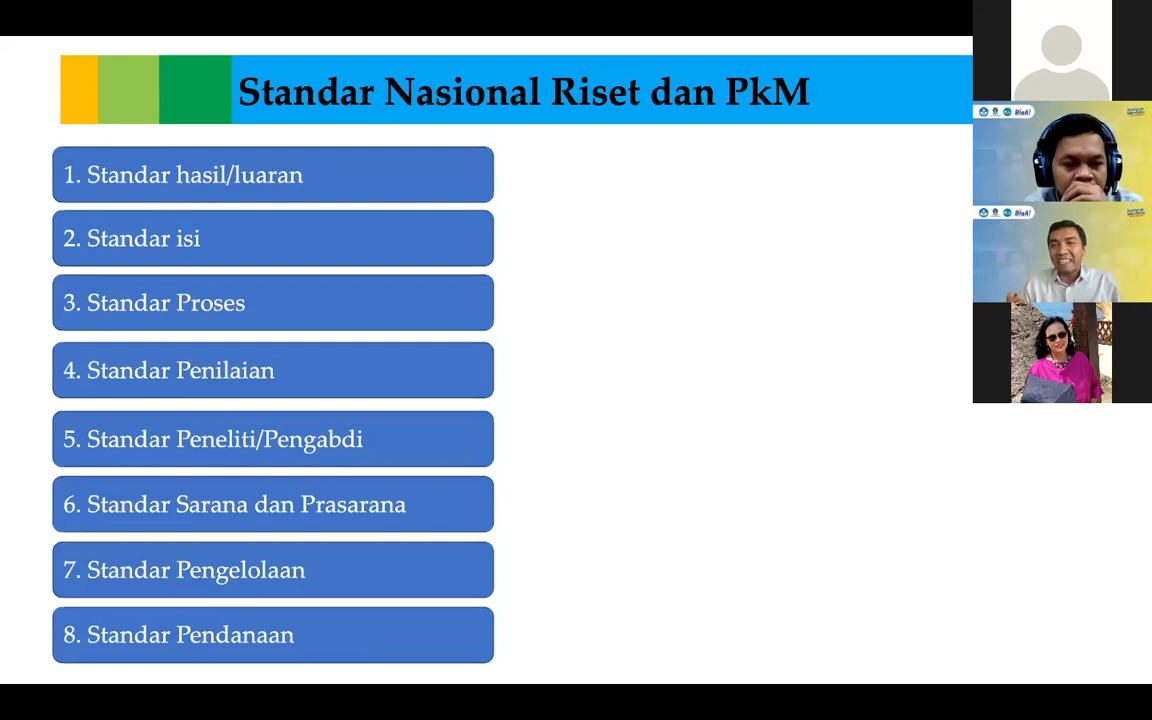 Standar Nasional Riset dan PkM
1. Standar hasil/luaran
2. Standar isi
3. Standar Proses
4. Standar Penilaian
5. Standar Peneliti/Pengabdi
6. Standar Sarana dan Prasarana
7. Standar Pengelolaan
8. Standar Pendanaan